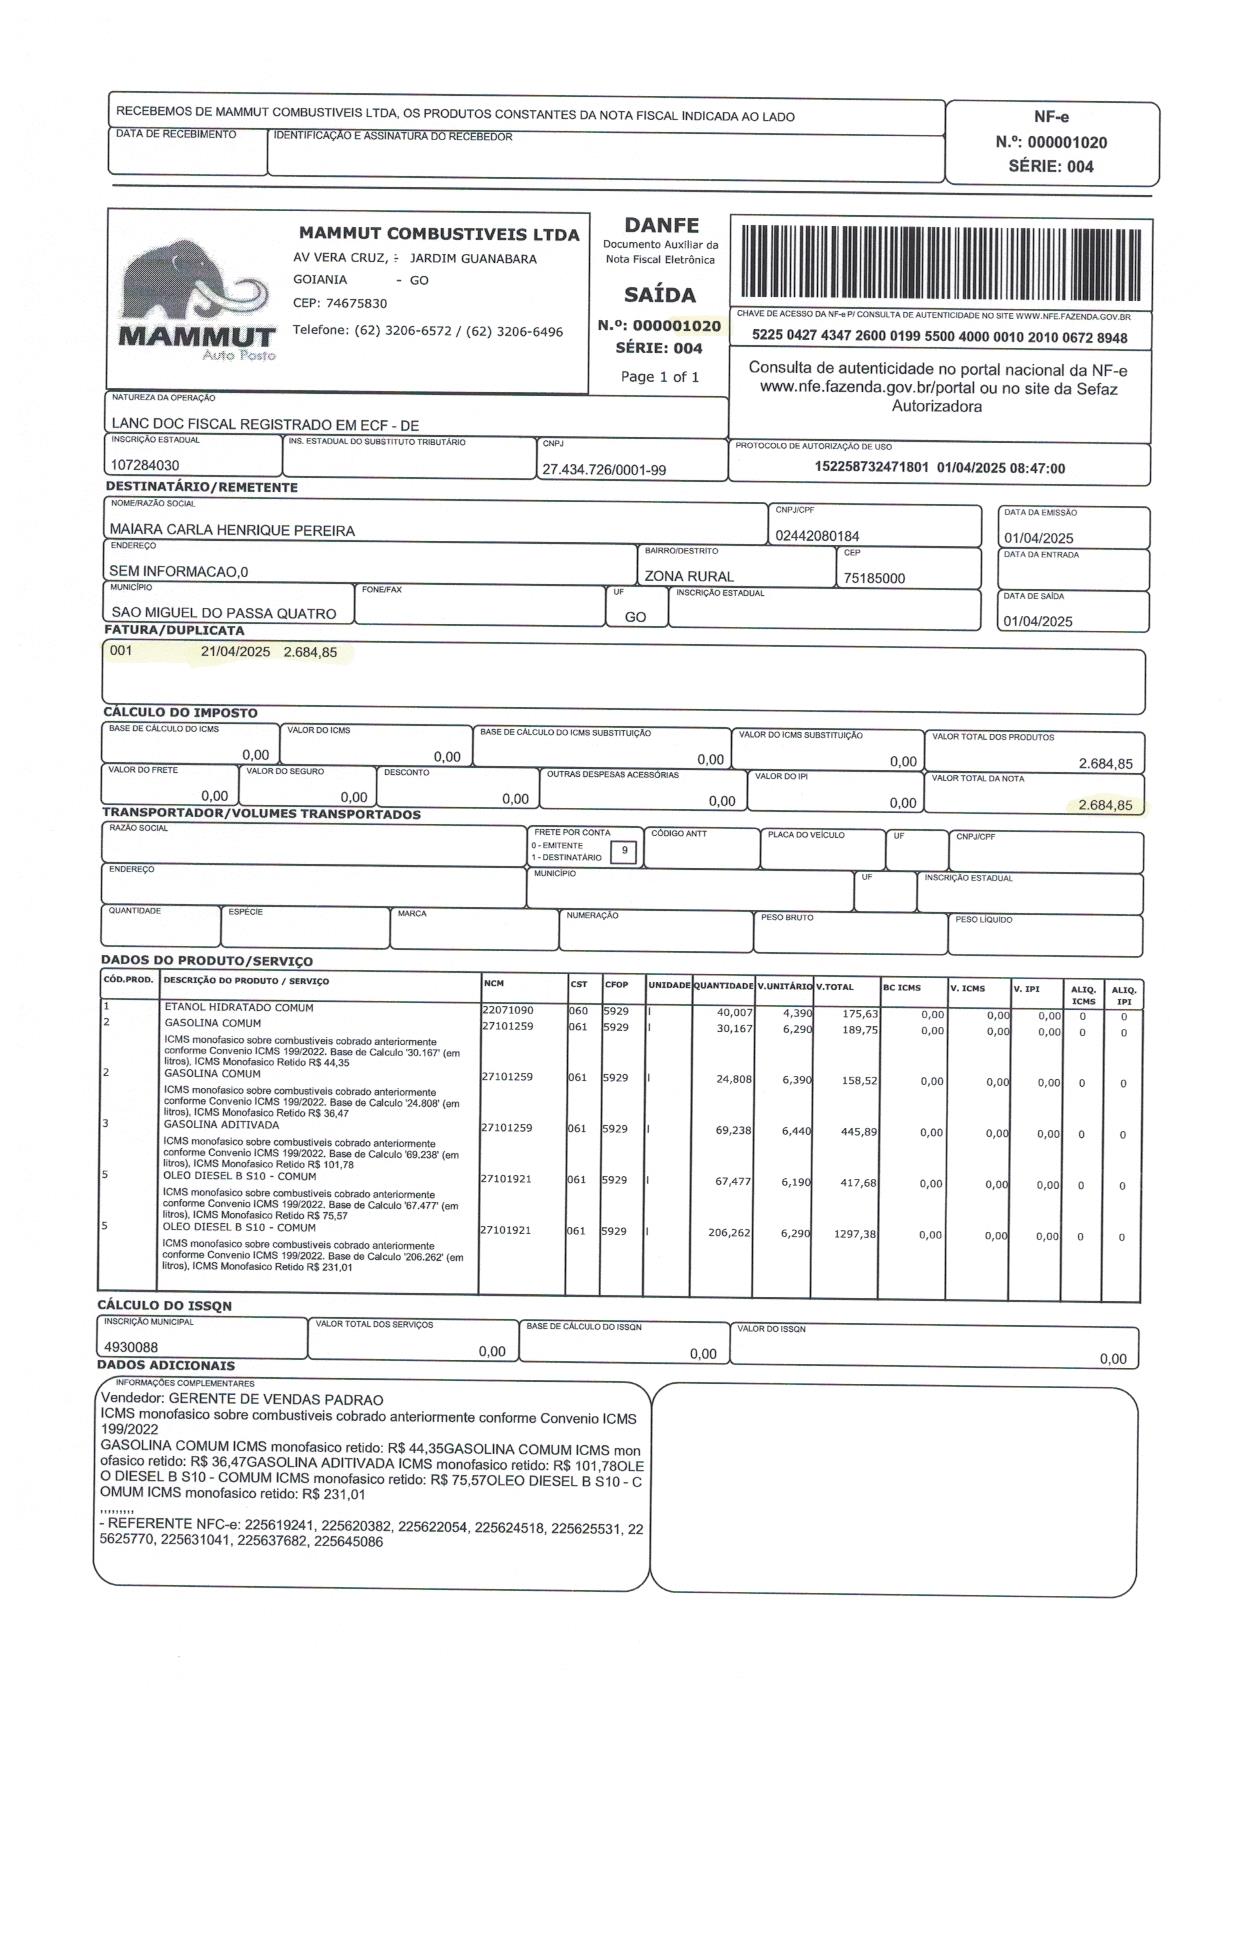 RECEBEMOS DE MAMMUT COMBUSTIVEIS LTDA, OS PRODUTOS CONSTANTES DA NOTA FISCAL INDICADA AO LADO
DATA DE RECEBIMENTO IDENTIFICAÇÃO E ASSINATURA DO RECEBEDOR
NF-e
N.º: 000001020
SÉRIE: 004
MAMMUT
Auto Posto
MAMMUT COMBUSTIVEIS LTDA
AV VERA CRUZ, - JARDIM GUANABARA
GOIANIA - GO
CEP: 74675830
Telefone: (62) 3206-6572 / (62) 3206-6496
DANFE
Documento Auxiliar da
Nota Fiscal Eletrônica
SAÍDA
N.º: 000001020
SÉRIE: 004
Page 1 of 1
CHAVE DE ACESSO DA NF-e P/ CONSULTA DE AUTENTICIDADE NO SITE WWW.NFE.FAZENDA.GOV.BR
5225 0427 4347 2600 0199 5500 4000 0010 2010 0672 8948
Consulta de autenticidade no portal nacional da NF-e
www.nfe.fazenda.gov.br/portal ou no site da Sefaz
Autorizadora
NATUREZA DA OPERAÇÃO
LANC DOC FISCAL REGISTRADO EM ECF - DE
INSCRIÇÃO ESTADUAL INS. ESTADUAL DO SUBSTITUTO TRIBUTÁRIO CNPJ PROTOCOLO DE AUTORIZAÇÃO DE USO
107284030 27.434.726/0001-99 152258732471801 01/04/2025 08:47:00
DESTINATÁRIO/REMETENTE
NOME/RAZÃO SOCIAL CNPJ/CPF DATA DA EMISSÃO
MAIARA CARLA HENRIQUE PEREIRA 02442080184 01/04/2025
ENDEREÇO BAIRRO/DESTRITO CEP DATA DA ENTRADA
SEM INFORMACAO,0 ZONA RURAL 75185000
MUNICÍPIO FONE/FAX UF INSCRIÇÃO ESTADUAL DATA DE SAÍDA
SAO MIGUEL DO PASSA QUATRO GO 01/04/2025
FATURA/DUPLICATA
001 21/04/2025 2.684,85
CÁLCULO DO IMPOSTO
BASE DE CÁLCULO DO ICMS VALOR DO ICMS BASE DE CÁLCULO DO ICMS SUBSTITUIÇÃO VALOR DO ICMS SUBSTITUIÇÃO VALOR TOTAL DOS PRODUTOS
0,00 0,00 0,00 0,00 2.684,85
VALOR DO FRETE VALOR DO SEGURO DESCONTO OUTRAS DESPESAS ACESSÓRIAS VALOR DO IPI VALOR TOTAL DA NOTA
0,00 0,00 0,00 0,00 0,00 2.684,85
TRANSPORTADOR/VOLUMES TRANSPORTADOS
RAZÃO SOCIAL FRETE POR CONTA CÓDIGO ANTT PLACA DO VEÍCULO UF CNPJ/CPF
0 - EMITENTE
1 - DESTINATÁRIO 9
ENDEREÇO MUNICÍPIO UF INSCRIÇÃO ESTADUAL
QUANTIDADE ESPÉCIE MARCA NUMERAÇÃO PESO BRUTO PESO LÍQUIDO
DADOS DO PRODUTO/SERVIÇO
CÓD.PROD. DESCRIÇÃO DO PRODUTO / SERVIÇO NCM CST CFOP UNIDADE QUANTIDADE V.UNITÁRIO V.TOTAL BC ICMS V. ICMS V. IPI ALIQ. ICMS ALIQ. IPI
1 ETANOL HIDRATADO COMUM 22071090 060 5929 l 40,007 4,390 175,63 0,00 0,00 0,00 0 0
2 GASOLINA COMUM 27101259 061 5929 l 30,167 6,290 189,75 0,00 0,00 0,00 0 0
ICMS monofasico sobre combustiveis cobrado anteriormente
conforme Convenio ICMS 199/2022. Base de Calculo '30.167' (em
litros), ICMS Monofasico Retido R$ 44,35
2 GASOLINA COMUM 27101259 061 5929 l 24,808 6,390 158,52 0,00 0,00 0,00 0 0
ICMS monofasico sobre combustiveis cobrado anteriormente
conforme Convenio ICMS 199/2022. Base de Calculo '24.808' (em
litros), ICMS Monofasico Retido R$ 36,47
3 GASOLINA ADITIVADA 27101259 061 5929 l 69,238 6,440 445,89 0,00 0,00 0,00 0 0
ICMS monofasico sobre combustiveis cobrado anteriormente
conforme Convenio ICMS 199/2022. Base de Calculo '69.238' (em
litros), ICMS Monofasico Retido R$ 101,78
5 OLEO DIESEL B S10 - COMUM 27101921 061 5929 l 67,477 6,190 417,68 0,00 0,00 0,00 0 0
ICMS monofasico sobre combustiveis cobrado anteriormente
conforme Convenio ICMS 199/2022. Base de Calculo '67.477' (em
litros), ICMS Monofasico Retido R$ 75,57
5 OLEO DIESEL B S10 - COMUM 27101921 061 5929 l 206,262 6,290 1297,38 0,00 0,00 0,00 0 0
ICMS monofasico sobre combustiveis cobrado anteriormente
conforme Convenio ICMS 199/2022. Base de Calculo '206.262' (em
litros), ICMS Monofasico Retido R$ 231,01
CÁLCULO DO ISSQN
INSCRIÇÃO MUNICIPAL VALOR TOTAL DOS SERVIÇOS BASE DE CÁLCULO DO ISSQN VALOR DO ISSQN
4930088 0,00 0,00 0,00
DADOS ADICIONAIS
INFORMAÇÕES COMPLEMENTARES
Vendedor: GERENTE DE VENDAS PADRAO
ICMS monofasico sobre combustiveis cobrado anteriormente conforme Convenio ICMS
199/2022
GASOLINA COMUM ICMS monofasico retido: R$ 44,35GASOLINA COMUM ICMS mon
ofasico retido: R$ 36,47GASOLINA ADITIVADA ICMS monofasico retido: R$ 101,78OLE
O DIESEL B S10 - COMUM ICMS monofasico retido: R$ 75,57OLEO DIESEL B S10 - C
OMUM ICMS monofasico retido: R$ 231,01
,,,,,,,,,
- REFERENTE NFC-e: 225619241, 225620382, 225622054, 225624518, 225625531, 22
5625770, 225631041, 225637682, 225645086